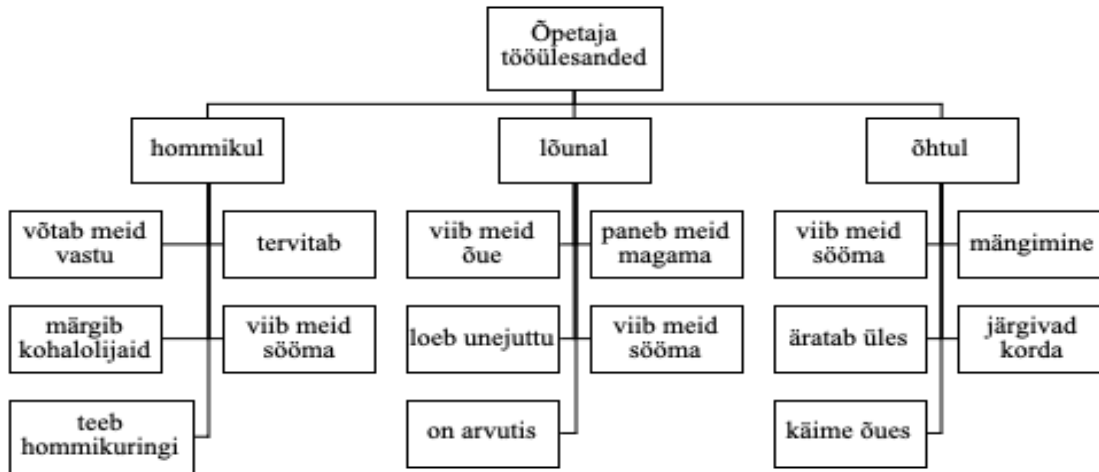 Õpetaja
tööülesanded
hommikul
lõunal
õhtul
võtab meid
vastu
tervitab
viib meid
õue
paneb meid
magama
viib meid
sööma
mängimine
märgib
kohalolijaid
viib meid
sööma
loeb unejuttu
viib meid
sööma
äratab üles
järgivad
korda
teeb
hommikuringi
on arvutis
käime õues